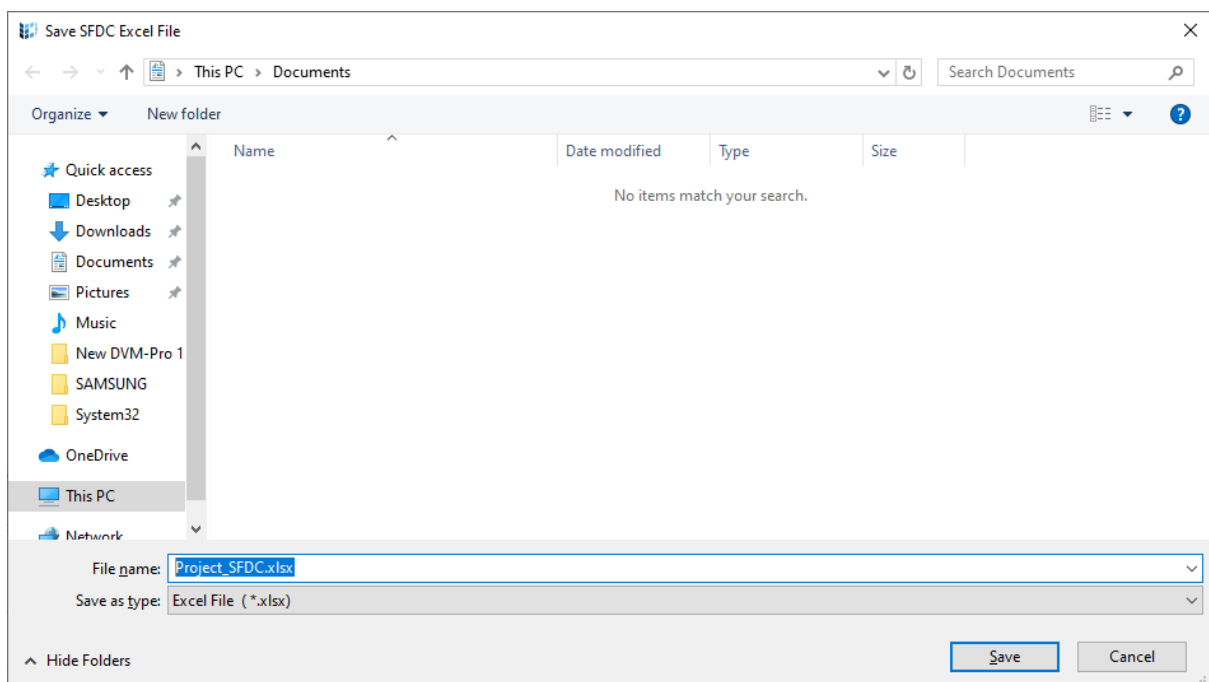 Save SFDC Excel File
This PC > Documents
Search Documents
Organize
New folder
Name
Date modified
Type
Size
No items match your search.
Quick access
Desktop
Downloads
Documents
Pictures
Music
New DVM-Pro 1
SAMSUNG
System32
OneDrive
This PC
Network
File name: Project_SFDC.xlsx
Save as type: Excel File (*.xlsx)
Hide Folders
Save
Cancel